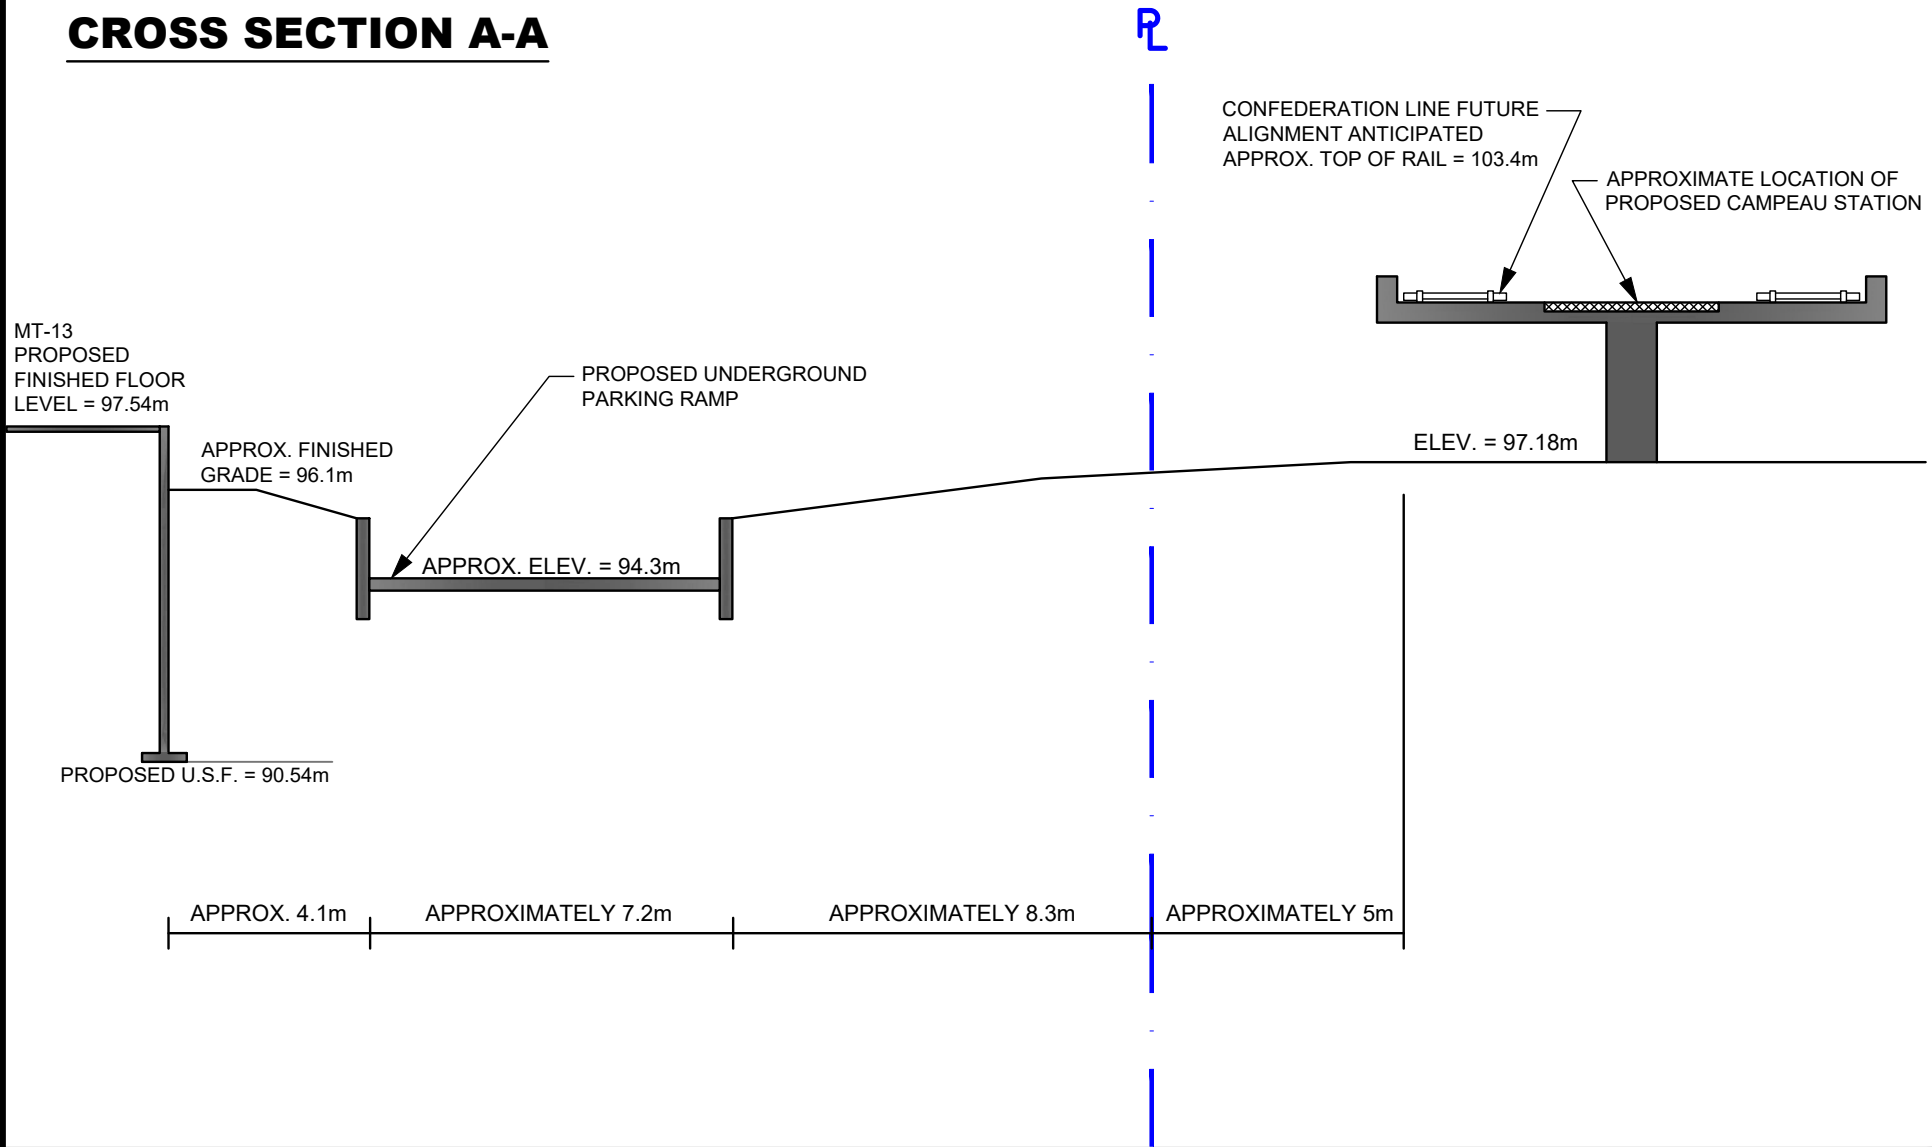 CROSS SECTION A-A
PL
CONFEDERATION LINE FUTURE
ALIGNMENT ANTICIPATED
APPROX. TOP OF RAIL = 103.4m
APPROXIMATE LOCATION OF
PROPOSED CAMPEAU STATION
MT-13
PROPOSED
FINISHED FLOOR
LEVEL = 97.54m
PROPOSED UNDERGROUND
PARKING RAMP
APPROX. FINISHED
GRADE = 96.1m
ELEV. = 97.18m
APPROX. ELEV. = 94.3m
PROPOSED U.S.F. = 90.54m
APPROX. 4.1m
APPROXIMATELY 7.2m
APPROXIMATELY 8.3m
APPROXIMATELY 5m